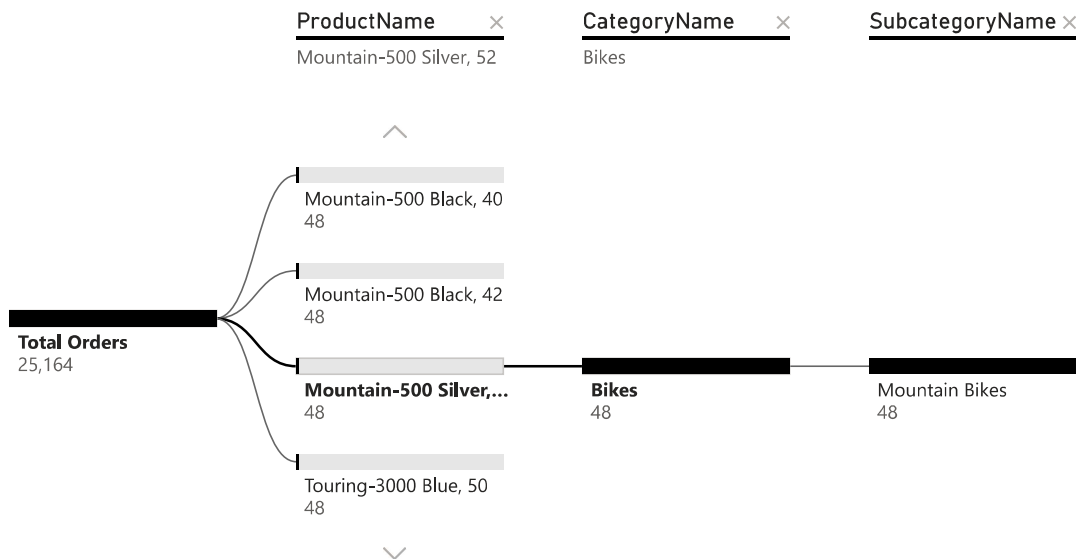 ProductName
CategoryName
SubcategoryName
Mountain-500 Silver, 52
Bikes
Mountain-500 Black, 40
48
Mountain-500 Black, 42
48
Total Orders
25,164
Mountain-500 Silver,...
48
Bikes
48
Mountain Bikes
48
Touring-3000 Blue, 50
48